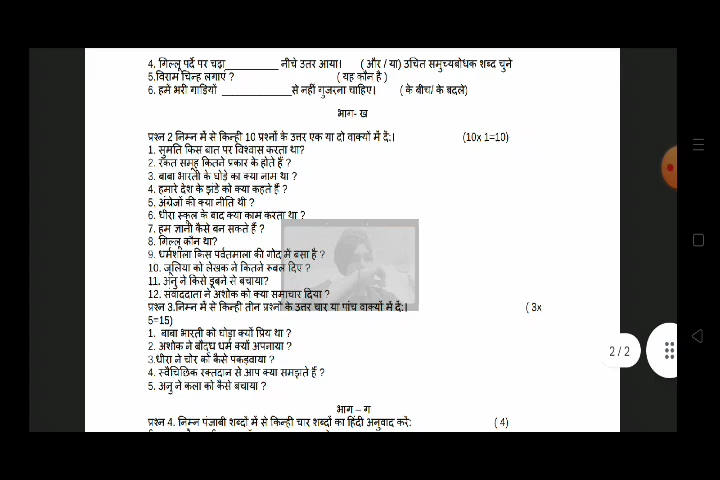 4. गिल्लू पर्दे पर चढ़ा__________ नीचे उतर आया। ( और / या) उचित समुच्यबोधक शब्द चुने
5.विराम चिन्ह लगाएं ? ( यह कौन है )
6. हमें भरी गाडियों _____________से नहीं गुजरना चाहिए। ( के बीच/ के बदले)
भाग- ख
प्रश्न 2 निम्न में से किन्ही 10 प्रश्नों के उत्तर एक या दो वाक्यों में दें:। (10x 1=10)
1. सुमति किस बात पर विश्वास करता था?
2. रक्त समूह कितने प्रकार के होते हैं ?
3. बाबा भारती के घोड़े का क्या नाम था ?
4. हमारे देश के झंडे को क्या कहते हैं ?
5. अंग्रेजों की क्या नीति थी ?
6. धीरा स्कूल के बाद क्या काम करता था ?
7. हम ज्ञानी कैसे बन सकते हैं ?
8. गिल्लू कौन था?
9. धर्मशीला किस पर्वतमाला की गोद में बसा है ?
10. जूलिया को लेखक ने कितने रूबल दिए ?
11. अनु ने किसे डूबने से बचाया?
12. संवाददाता ने अशोक को क्या समाचार दिया ?
प्रश्न 3.निम्न में से किन्ही तीन प्रश्नों के उत्तर चार या पांच वाक्यों में दें:। ( 3x
5=15)
1. बाबा भारती को घोड़ा क्यों प्रिय था ?
2. अशोक ने बौद्ध धर्म क्यों अपनाया ?
3.धीरा ने चोर को कैसे पकड़वाया ?
4. स्वैचिछिक रक्तदान से आप क्या समझते हैं ?
5. अनु ने कला को कैसे बचाया ?
2 / 2
भाग – ग
प्रश्न 4. निम्न पंजाबी शब्दों में से किन्ही चार शब्दों का हिंदी अनुवाद करें: ( 4)